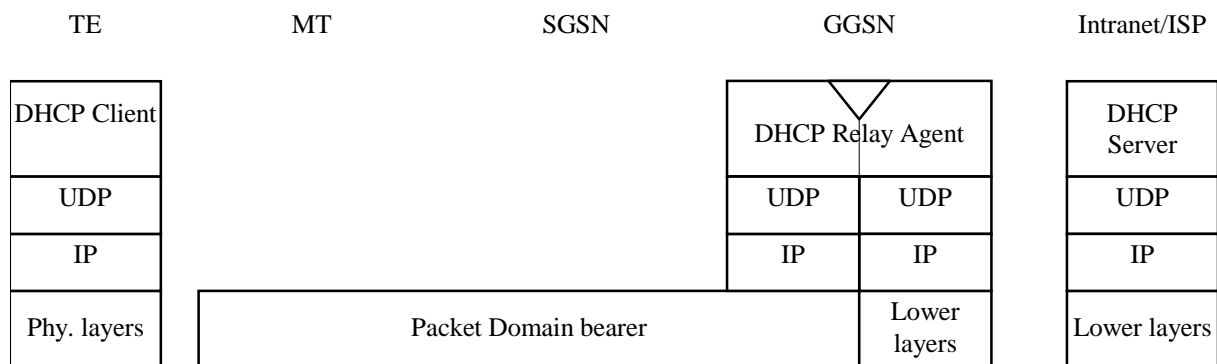 TE MT SGSN GGSN Intranet/ISP
DHCP Client
DHCP Relay Agent
DHCP
Server
UDP UDP UDP UDP
IP IP IP IP
Phy. layers Packet Domain bearer Lower
layers
Lower layers